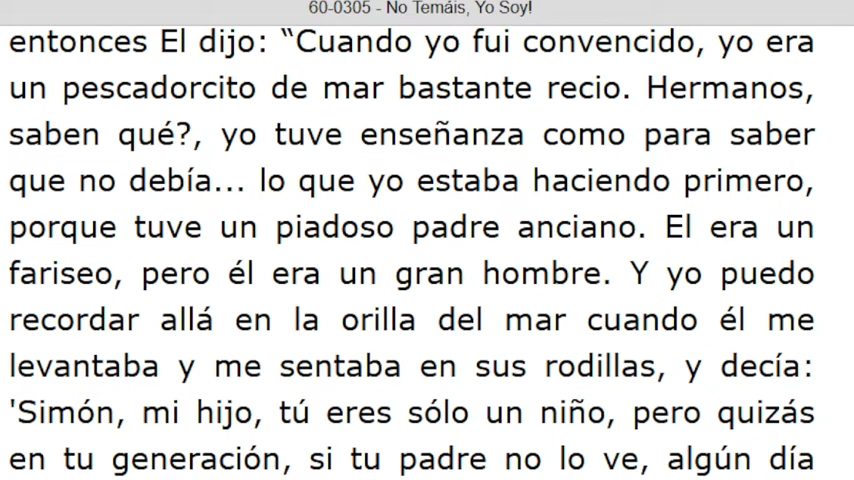 60-0305 - No Temáis, Yo Soy!
entonces El dijo: “Cuando yo fui convencido, yo era
un pescadorcito de mar bastante recio. Hermanos,
saben qué?, yo tuve enseñanza como para saber
que no debía... lo que yo estaba haciendo primero,
porque tuve un piadoso padre anciano. El era un
fariseo, pero él era un gran hombre. Y yo puedo
recordar allá en la orilla del mar cuando él me
levantaba y me sentaba en sus rodillas, y decía:
'Simón, mi hijo, tú eres sólo un niño, pero quizás
en tu generación, si tu padre no lo ve, algún día